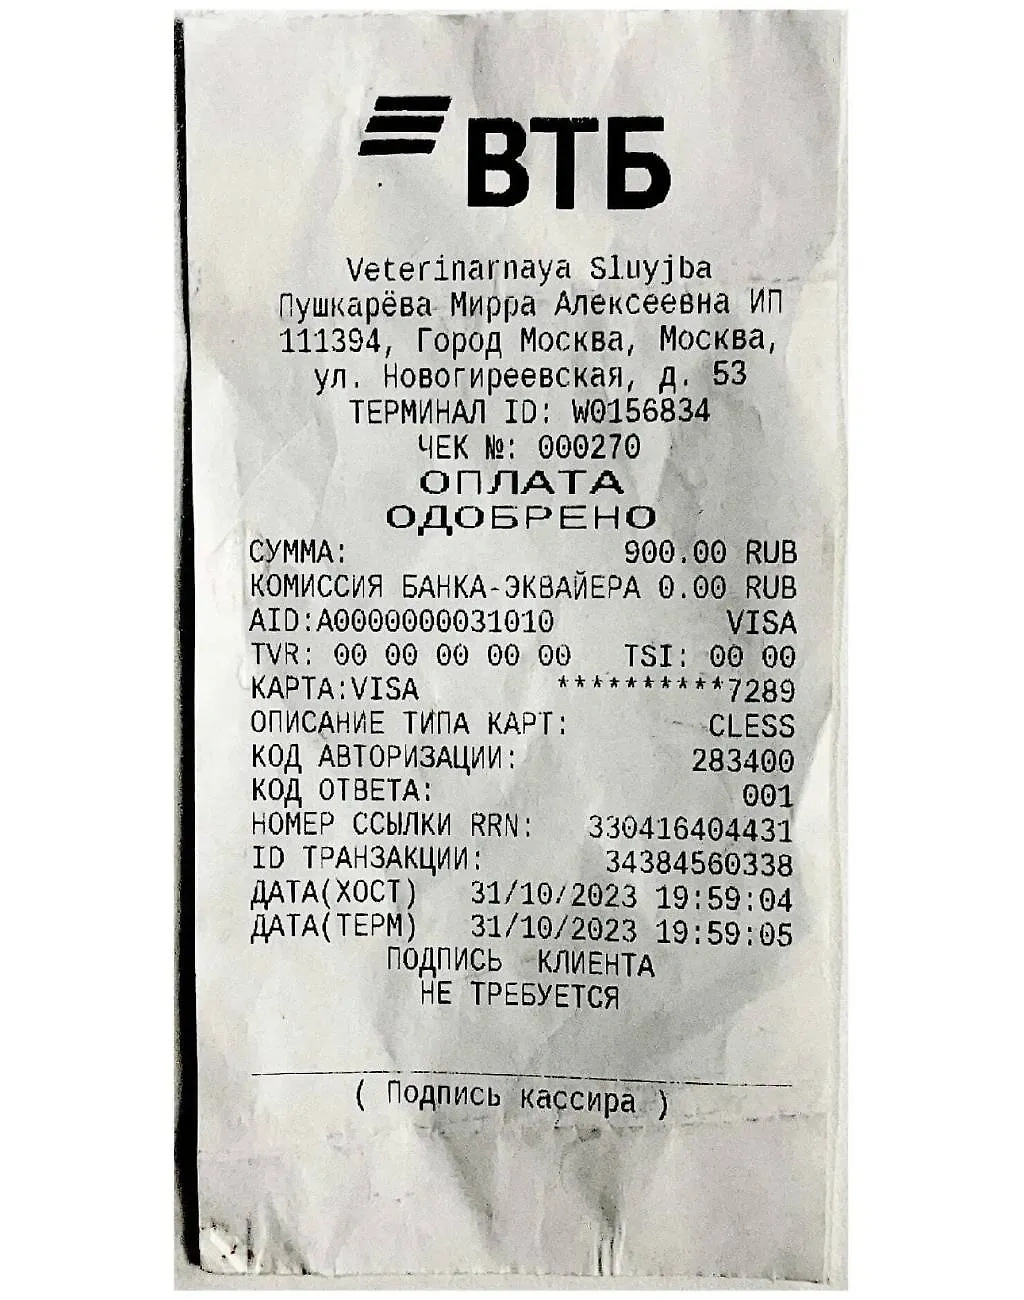 ВТБ
Veterinarnaya Sluyjba
Пушкарёва Мирра Алексеевна ИП
111394, Город Москва, Москва,
ул. Новогиреевская, д. 53
ТЕРМИНАЛ ID: W0156834
ЧЕК №: 000270
ОПЛАТА
ОДОБРЕНО
СУММА: 900.00 RUB
КОМИССИЯ БАНКА-ЭКВАЙЕРА 0.00 RUB
AID:A0000000031010 VISA
TVR: 00 00 00 00 00 TSI: 00 00
КАРТА:VISA **********7289
ОПИСАНИЕ ТИПА КАРТ: CLESS
КОД АВТОРИЗАЦИИ: 283400
КОД ОТВЕТА: 001
НОМЕР ССЫЛКИ RRN: 330416404431
ID ТРАНЗАКЦИИ: 34384560338
ДАТА(ХОСТ) 31/10/2023 19:59:04
ДАТА(ТЕРМ) 31/10/2023 19:59:05
ПОДПИСЬ КЛИЕНТА
НЕ ТРЕБУЕТСЯ
( Подпись кассира )